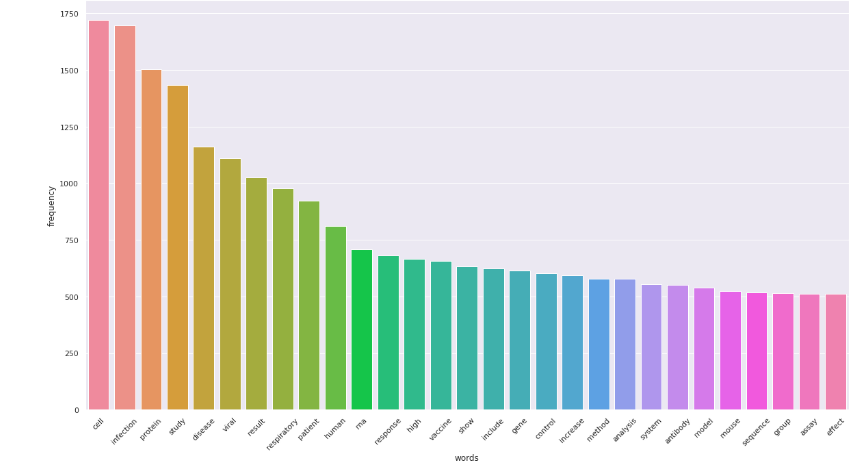 1750
1500
1250
1000
750
500
250
0
frequency
cell
infection
protein
study
disease
viral
result
respiratory
patient
human
rna
response
high
vaccine
show
include
gene
control
increase
method
analysis
system
antibody
model
mouse
sequence
group
assay
effect
words